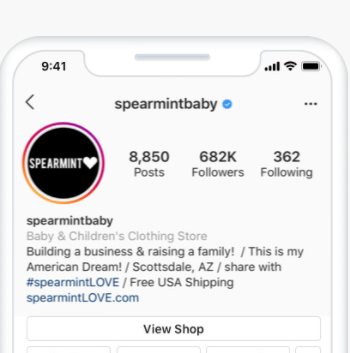 9:41
spearmintbaby
SPEARMINT
8,850 682K 362
Posts Followers Following
spearmintbaby
Baby & Children's Clothing Store
Building a business & raising a family! / This is my
American Dream! / Scottsdale, AZ / share with
#spearmintLOVE / Free USA Shipping
spearmintLOVE.com
View Shop